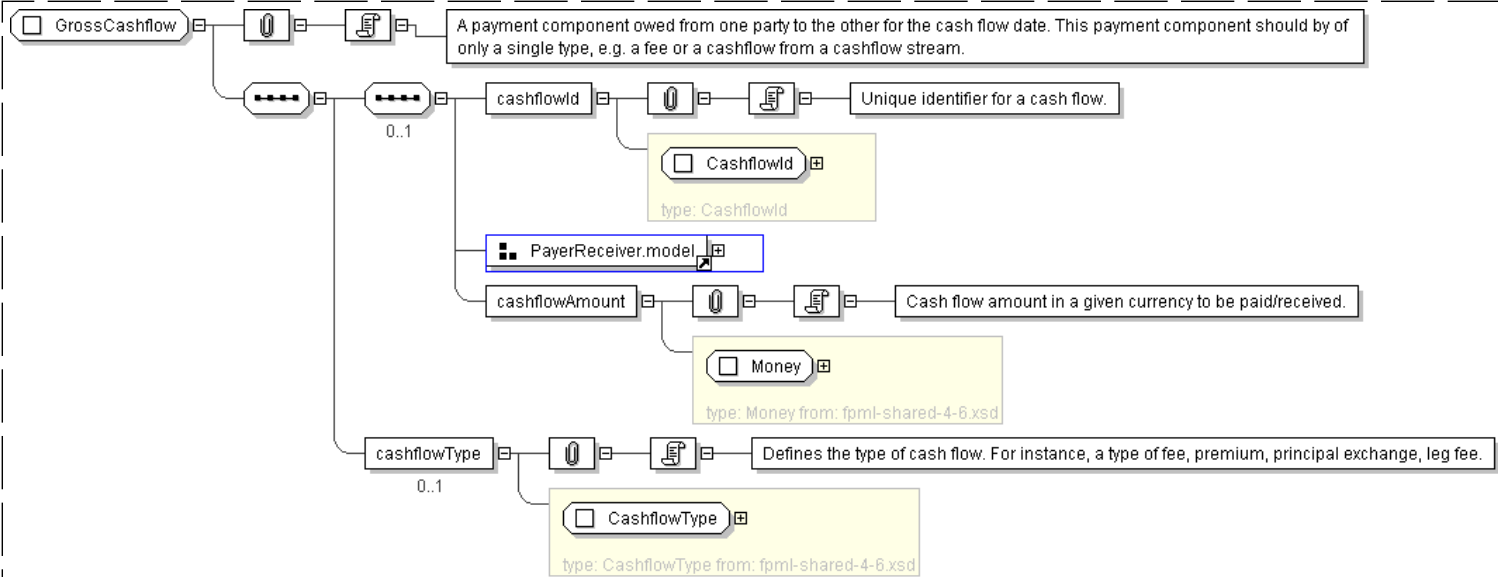 GrossCashflow
A payment component owed from one party to the other for the cash flow date. This payment component should by of
only a single type, e.g. a fee or a cashflow from a cashflow stream.
0..1
cashflowId
Unique identifier for a cash flow.
CashflowId
type: CashflowId
PayerReceiver.model
cashflowAmount
Cash flow amount in a given currency to be paid/received.
Money
type: Money from: fpml-shared-4-6.xsd
cashflowType
0..1
Defines the type of cash flow. For instance, a type of fee, premium, principal exchange, leg fee.
CashflowType
type: CashflowType from: fpml-shared-4-6.xsd